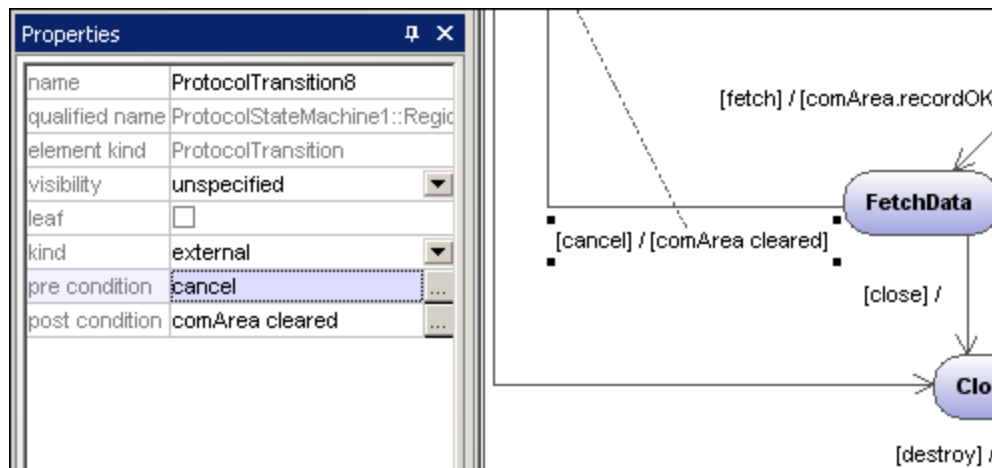 Properties
name ProtocolTransition8
qualified name ProtocolStateMachine1::Regic
element kind ProtocolTransition
visibility unspecified
leaf
kind external
pre condition cancel ...
post condition comArea cleared ...
[fetch] / [comArea.recordOK
FetchData
[cancel] / [comArea cleared]
[close] /
Clo
[destroy] /